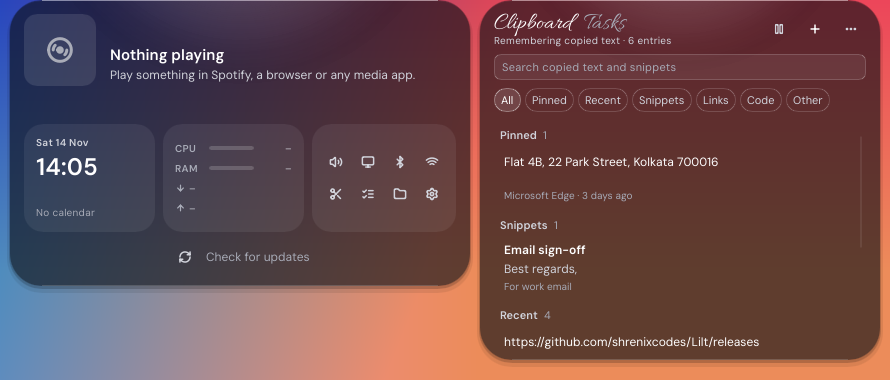 Nothing playing
Play something in Spotify, a browser or any media app.
Sat 14 Nov
14:05
No calendar
CPU –
RAM –
↓ –
↑ –
Check for updates
Clipboard Tasks
Remembering copied text · 6 entries
Search copied text and snippets
All Pinned Recent Snippets Links Code Other
Pinned 1
Flat 4B, 22 Park Street, Kolkata 700016
Microsoft Edge · 3 days ago
Snippets 1
Email sign-off
Best regards,
For work email
Recent 4
https://github.com/shrenixcodes/Lilt/releases